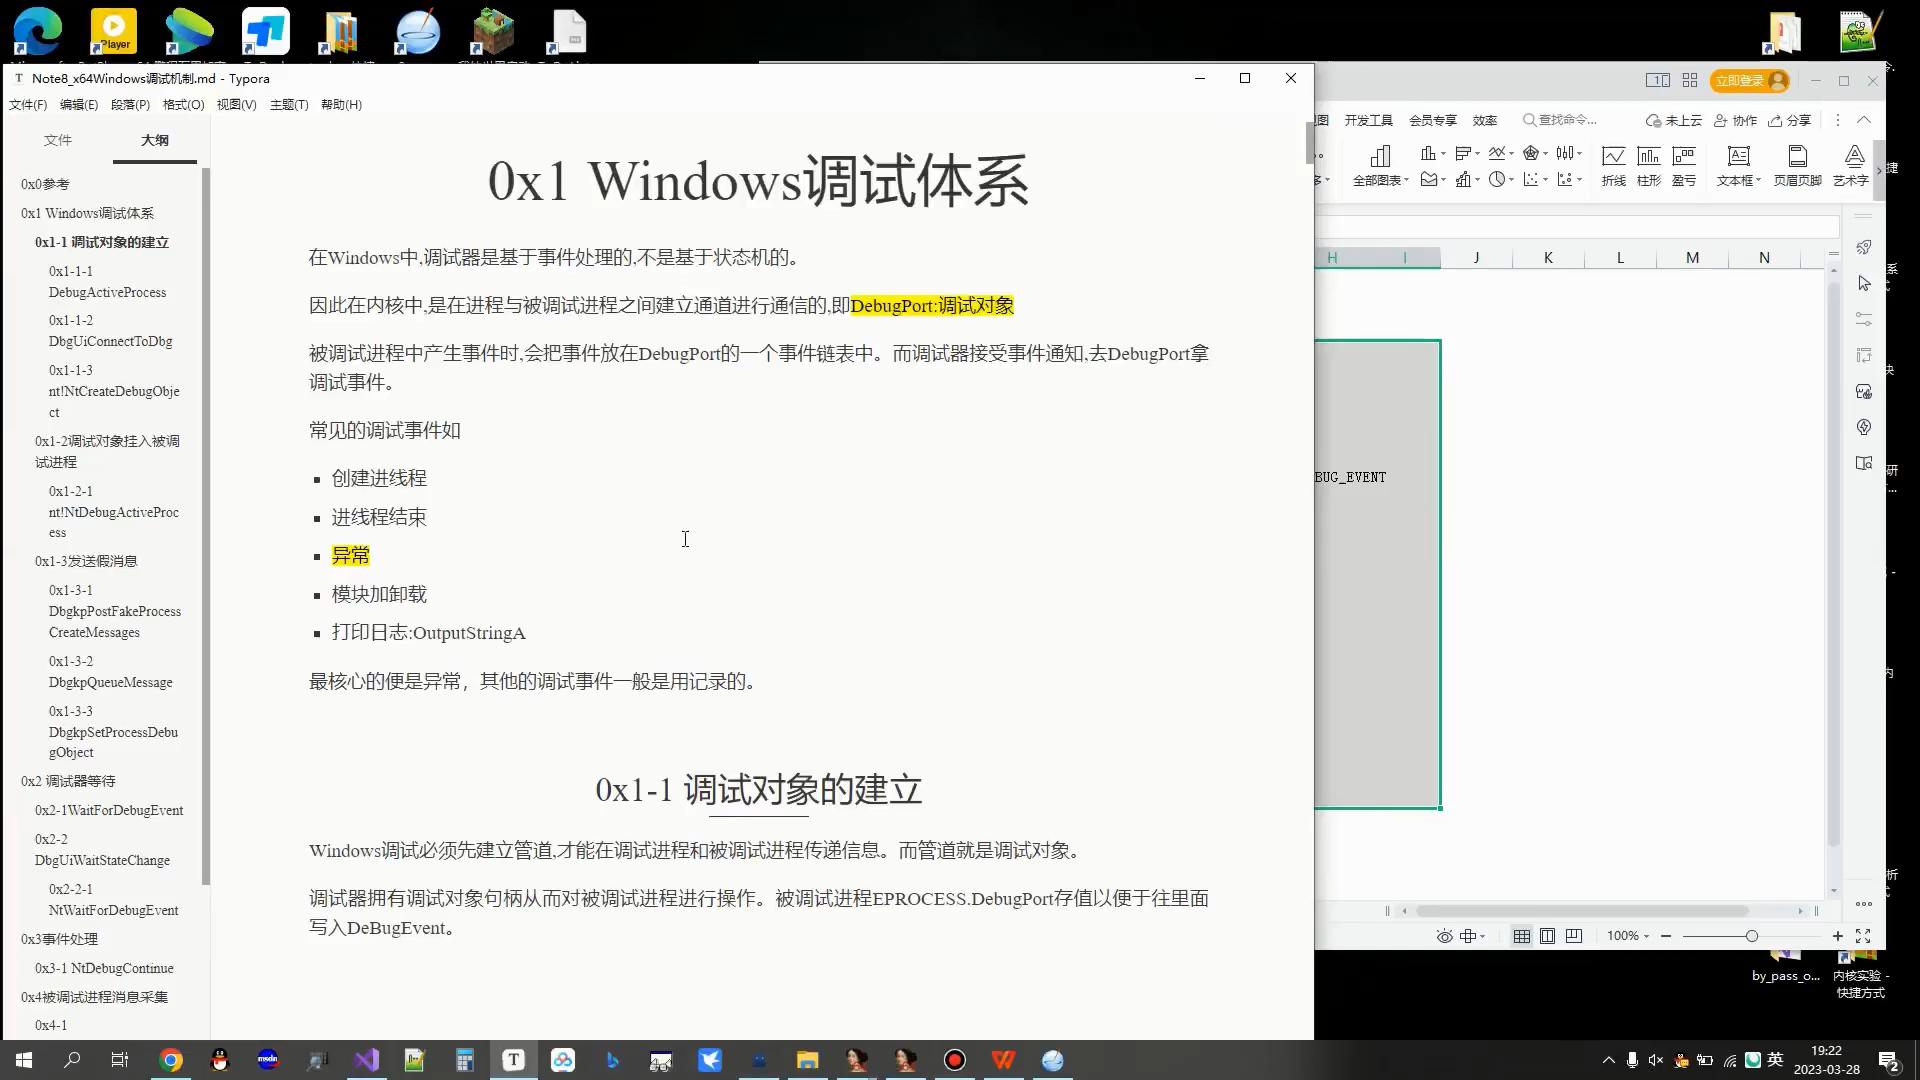 Player
Note8_x64Windows调试机制.md - Typora
文件(F) 编辑(E) 段落(P) 格式(O) 视图(V) 主题(T) 帮助(H)
文件 大纲
0x0参考
0x1 Windows调试体系
0x1-1 调试对象的建立
0x1-1-1
DebugActiveProcess
0x1-1-2
DbgUiConnectToDbg
0x1-1-3
nt!NtCreateDebugObje
ct
0x1-2调试对象挂入被调
试进程
0x1-2-1
nt!NtDebugActiveProc
ess
0x1-3发送假消息
0x1-3-1
DbgkpPostFakeProcess
CreateMessages
0x1-3-2
DbgkpQueueMessage
0x1-3-3
DbgkpSetProcessDebu
gObject
0x2 调试器等待
0x2-1WaitForDebugEvent
0x2-2
DbgUiWaitStateChange
0x2-2-1
NtWaitForDebugEvent
0x3事件处理
0x3-1 NtDebugContinue
0x4被调试进程消息采集
0x4-1
0x1 Windows调试体系
在Windows中,调试器是基于事件处理的,不是基于状态机的。
因此在内核中,是在进程与被调试进程之间建立通道进行通信的,即DebugPort:调试对象
被调试进程中产生事件时,会把事件放在DebugPort的一个事件链表中。而调试器接受事件通知,去DebugPort拿
调试事件。
常见的调试事件如
创建进线程
进线程结束
异常
模块加卸载
打印日志:OutputStringA
最核心的便是异常，其他的调试事件一般是用记录的。
0x1-1 调试对象的建立
Windows调试必须先建立管道,才能在调试进程和被调试进程传递信息。而管道就是调试对象。
调试器拥有调试对象句柄从而对被调试进程进行操作。被调试进程EPROCESS.DebugPort存值以便于往里面
写入DeBugEvent。
立即登录
开发工具 会员专享 效率 查找命令... 未上云 协作 分享
全部图表 折线 柱形 盈亏 文本框 页眉页脚 艺术字
H I J K L M N
BUG_EVENT
100%
by_pass_o... 内核实验 -
快捷方式
英
19:22
2023-03-28
2